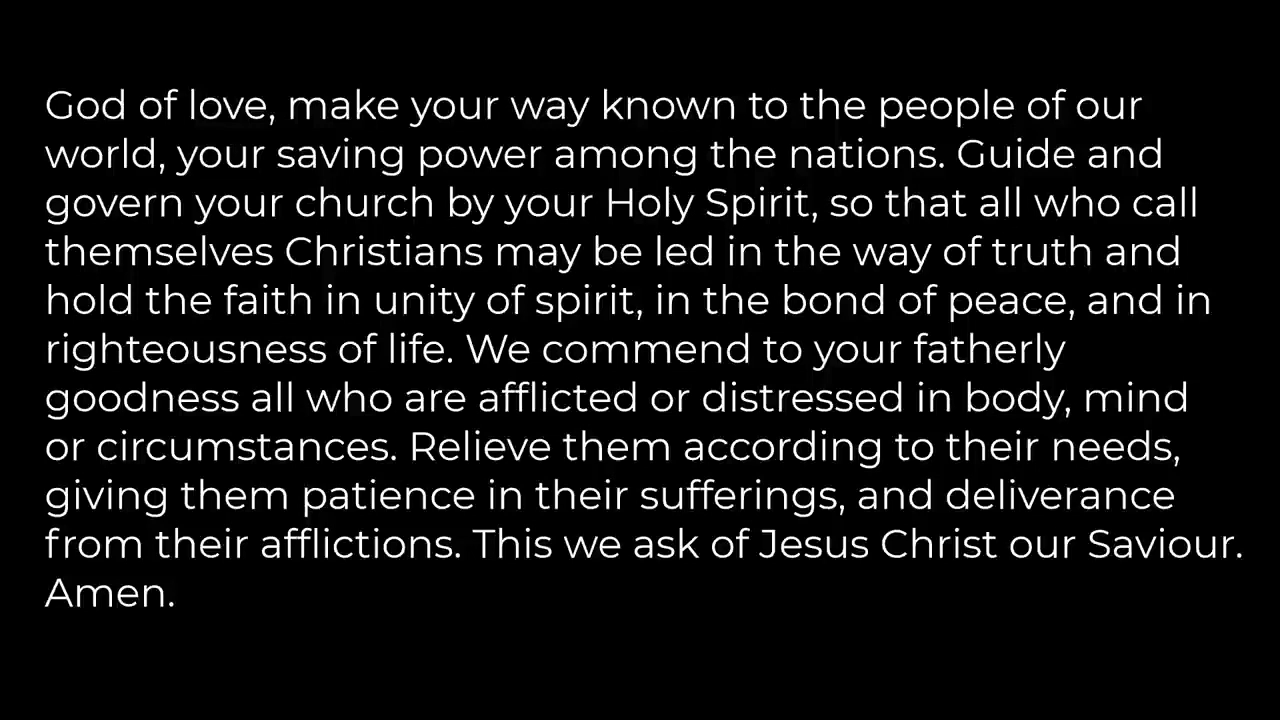 God of love, make your way known to the people of our
world, your saving power among the nations. Guide and
govern your church by your Holy Spirit, so that all who call
themselves Christians may be led in the way of truth and
hold the faith in unity of spirit, in the bond of peace, and in
righteousness of life. We commend to your fatherly
goodness all who are afflicted or distressed in body, mind
or circumstances. Relieve them according to their needs,
giving them patience in their sufferings, and deliverance
from their afflictions. This we ask of Jesus Christ our Saviour.
Amen.